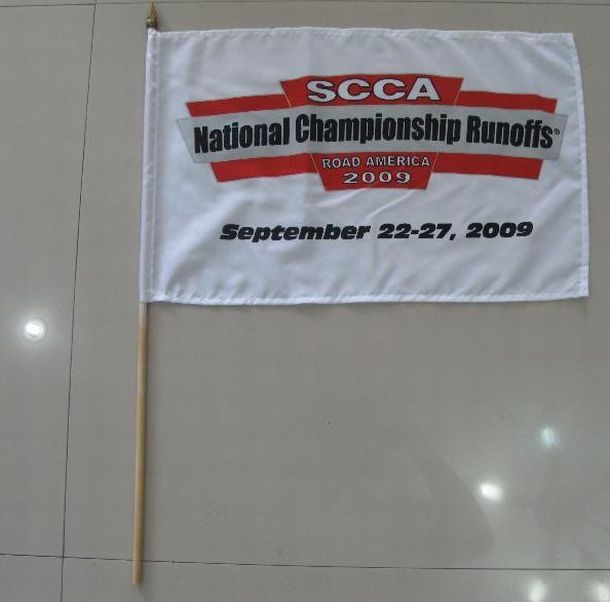 SCCA
National Championship Runoffs®
ROAD AMERICA
2009
September 22-27, 2009